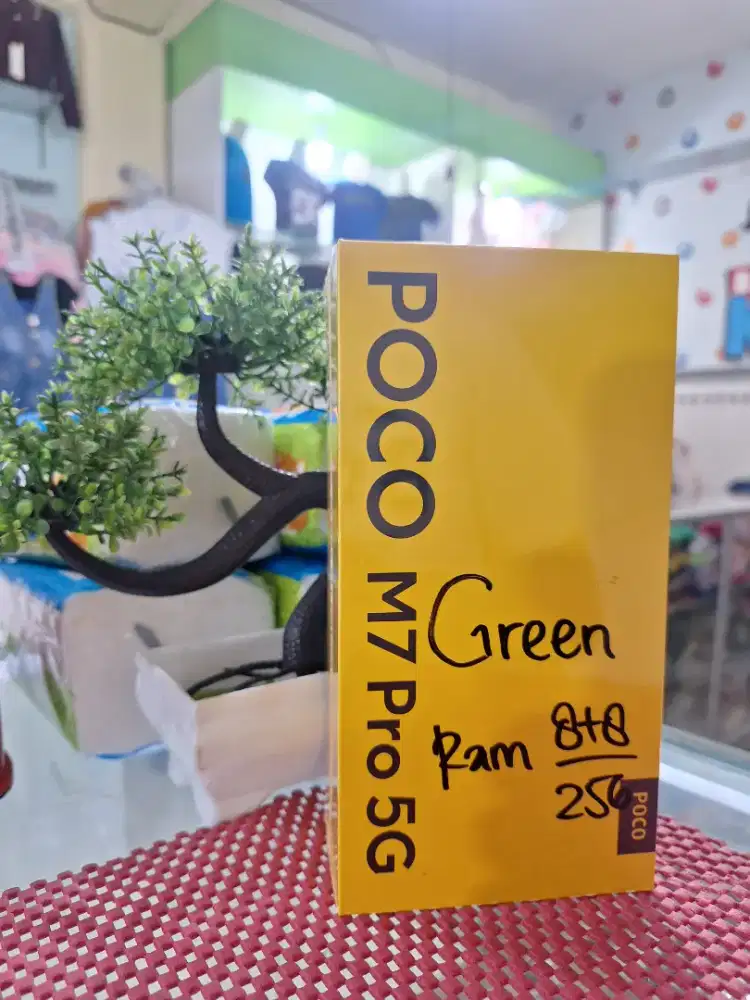 POCO M7 Pro 5G
Green
Ram 8+8
256
POCO